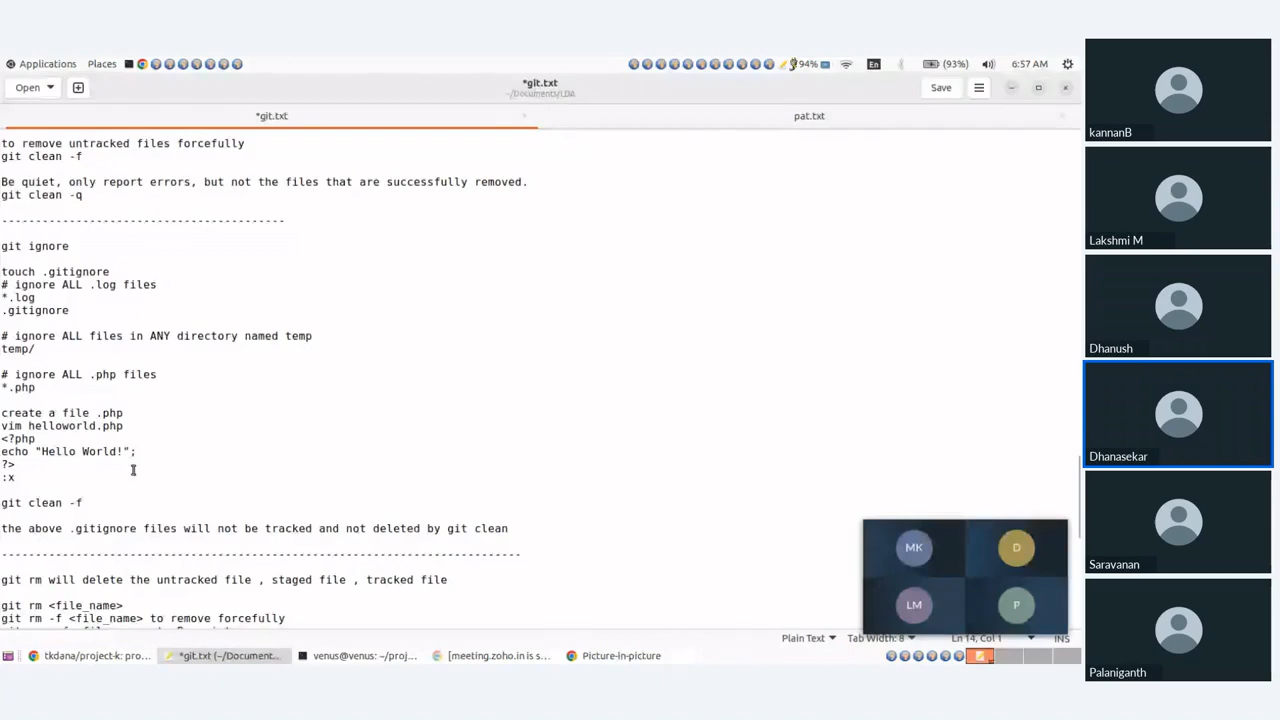 Applications Places 94% En (93%) 6:57 AM
Open *git.txt ~/Documents/LDA Save
*git.txt pat.txt
to remove untracked files forcefully
git clean -f
Be quiet, only report errors, but not the files that are successfully removed.
git clean -q
------------------------------------------
git ignore
touch .gitignore
# ignore ALL .log files
*.log
.gitignore
# ignore ALL files in ANY directory named temp
temp/
# ignore ALL .php files
*.php
create a file .php
vim helloworld.php
<?php
echo "Hello World!";
?>
:x
git clean -f
the above .gitignore files will not be tracked and not deleted by git clean
-----------------------------------------------------------------------------
git rm will delete the untracked file , staged file , tracked file
git rm <file_name>
git rm -f <file_name> to remove forcefully
Plain Text Tab Width: 8 Ln 14, Col 1 INS
tkdana/project-k: pro... *git.txt (~/Document... venus@venus: ~/proj... [meeting.zoho.in is s... Picture-in-picture
MK D
LM P
kannanB
Lakshmi M
Dhanush
Dhanasekar
Saravanan
Palaniganth